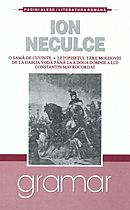 PAGINI ALESE / LITERATURA ROMÂNĂ
ION
NECULCE
O SAMĂ DE CUVINTE • LETOPISEȚUL ȚĂRII MOLDOVEI
DE LA DABIJA VODĂ PÂNĂ LA A DOUA DOMNIE A LUI
CONSTANTIN MAVROCORDAT
gramar